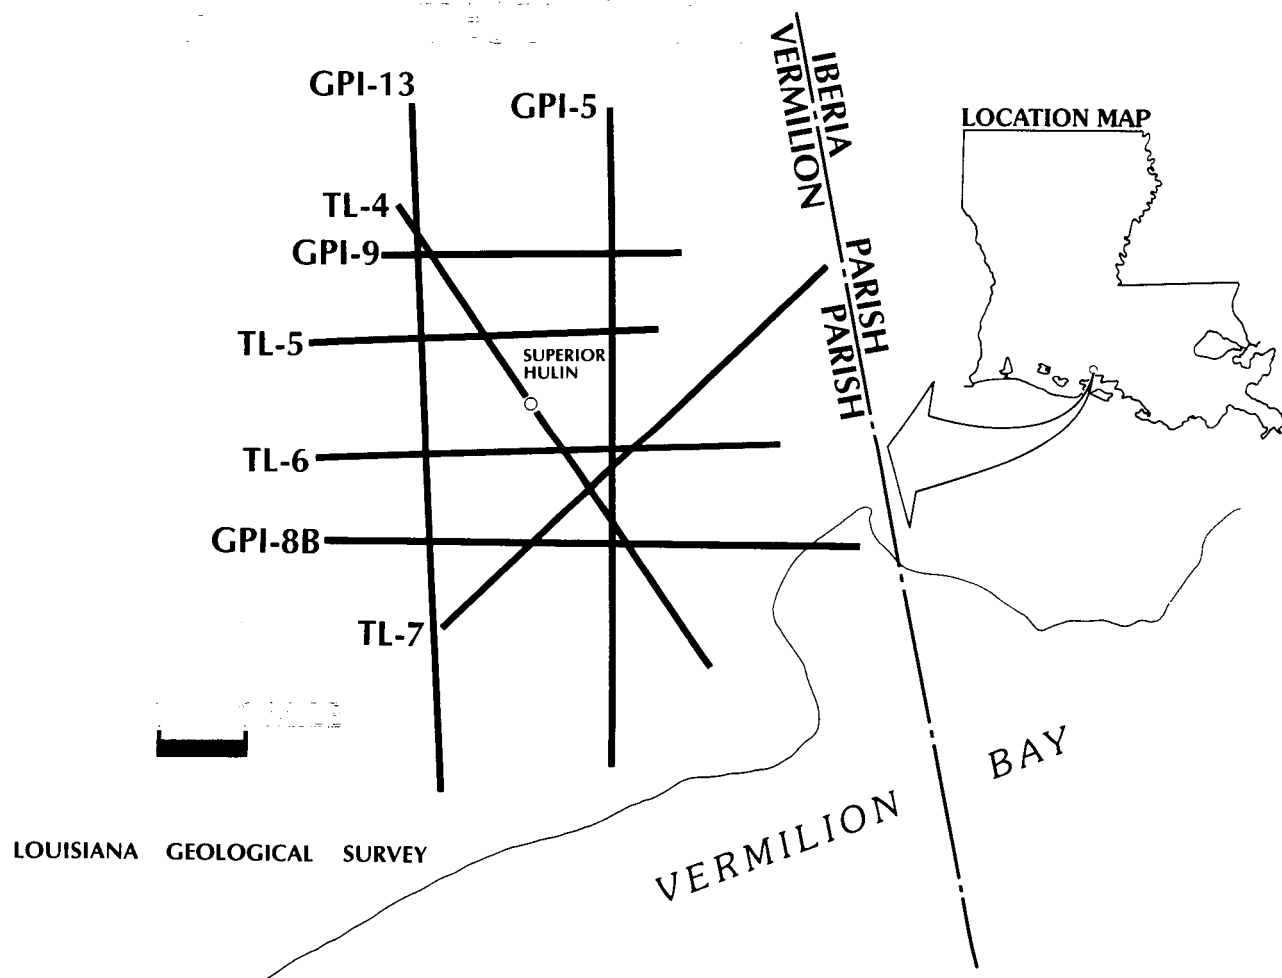 GPI-13
GPI-5
IBERIA
VERMILION
LOCATION MAP
TL-4
GPI-9
PARISH
PARISH
TL-5
SUPERIOR
HULIN
TL-6
GPI-8B
TL-7
VERMILION BAY
LOUISIANA GEOLOGICAL SURVEY